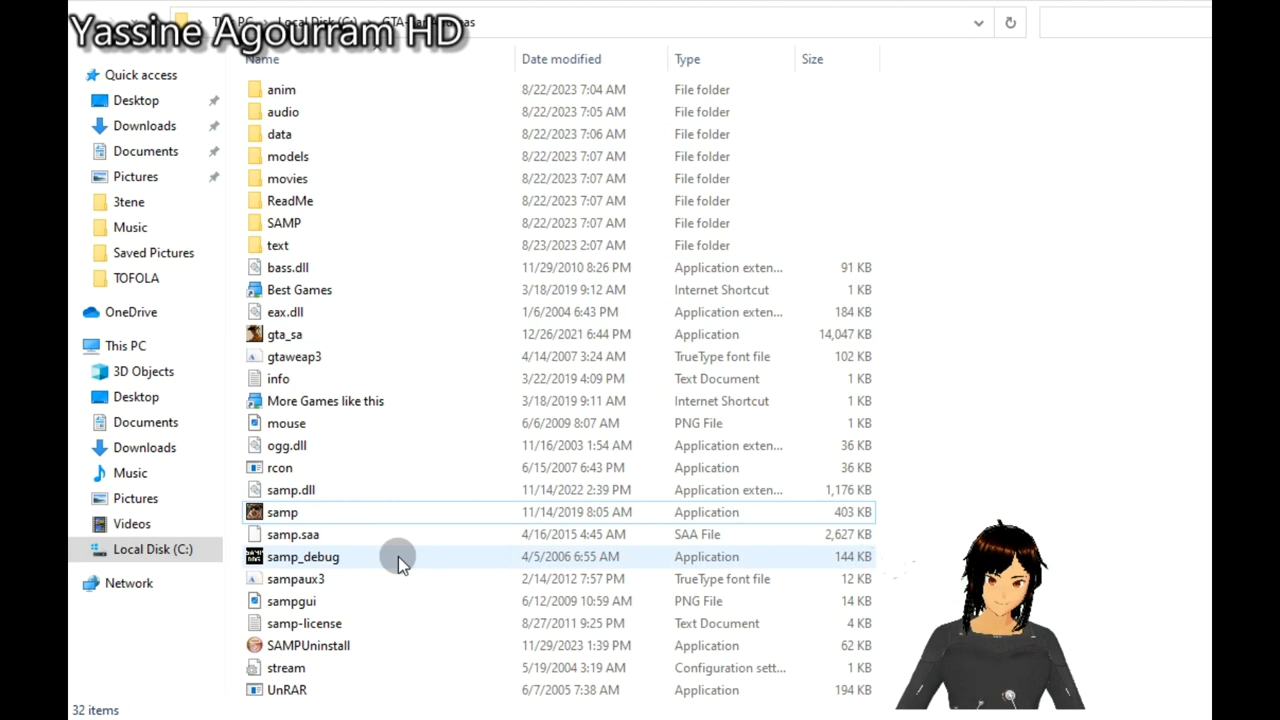 Yassine Agourram HD
Local Disk (C:)
Name Date modified Type Size
Quick access
Desktop
Downloads
Documents
Pictures
3tene
Music
Saved Pictures
TOFOLA
OneDrive
This PC
3D Objects
Desktop
Documents
Downloads
Music
Pictures
Videos
Local Disk (C:)
Network
anim 8/22/2023 7:04 AM File folder
audio 8/22/2023 7:05 AM File folder
data 8/22/2023 7:06 AM File folder
models 8/22/2023 7:07 AM File folder
movies 8/22/2023 7:07 AM File folder
ReadMe 8/22/2023 7:07 AM File folder
SAMP 8/22/2023 7:07 AM File folder
text 8/23/2023 2:07 AM File folder
bass.dll 11/29/2010 8:26 PM Application exten... 91 KB
Best Games 3/18/2019 9:12 AM Internet Shortcut 1 KB
eax.dll 1/6/2004 6:43 PM Application exten... 184 KB
gta_sa 12/26/2021 6:44 PM Application 14,047 KB
gtaweap3 4/14/2007 3:24 AM TrueType font file 102 KB
info 3/22/2019 4:09 PM Text Document 1 KB
More Games like this 3/18/2019 9:11 AM Internet Shortcut 1 KB
mouse 6/6/2009 8:07 AM PNG File 1 KB
ogg.dll 11/16/2003 1:54 AM Application exten... 36 KB
rcon 6/15/2007 6:43 PM Application 36 KB
samp.dll 11/14/2022 2:39 PM Application exten... 1,176 KB
samp 11/14/2019 8:05 AM Application 403 KB
samp.saa 4/16/2015 4:45 AM SAA File 2,627 KB
samp_debug 4/5/2006 6:55 AM Application 144 KB
sampaux3 2/14/2012 7:57 PM TrueType font file 12 KB
sampgui 6/12/2009 10:59 AM PNG File 14 KB
samp-license 8/27/2011 9:25 PM Text Document 4 KB
SAMPUninstall 11/29/2023 1:39 PM Application 62 KB
stream 5/19/2004 3:19 AM Configuration sett... 1 KB
UnRAR 6/7/2005 7:38 AM Application 194 KB
32 items